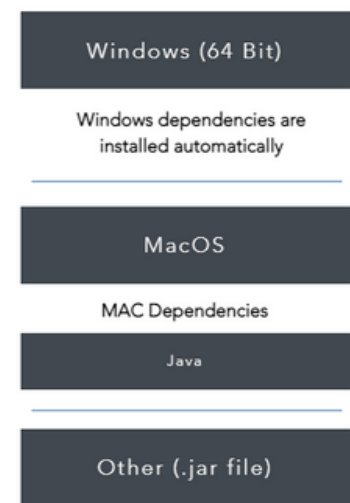 Windows (64 Bit)
Windows dependencies are
installed automatically
MacOS
MAC Dependencies
Java
Other (.jar file)